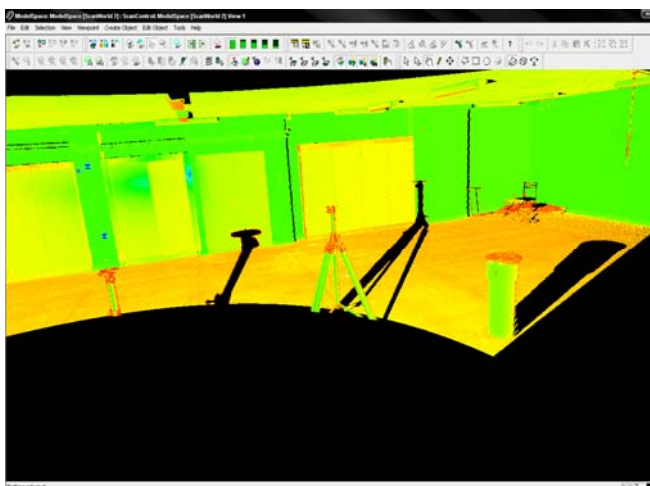 ModelSpace: ModelSpace [ScanWorld 7] : ScanControl: ModelSpace [ScanWorld 7] View 1
File Edit Selection View Viewpoint Create Object Edit Object Tools Help